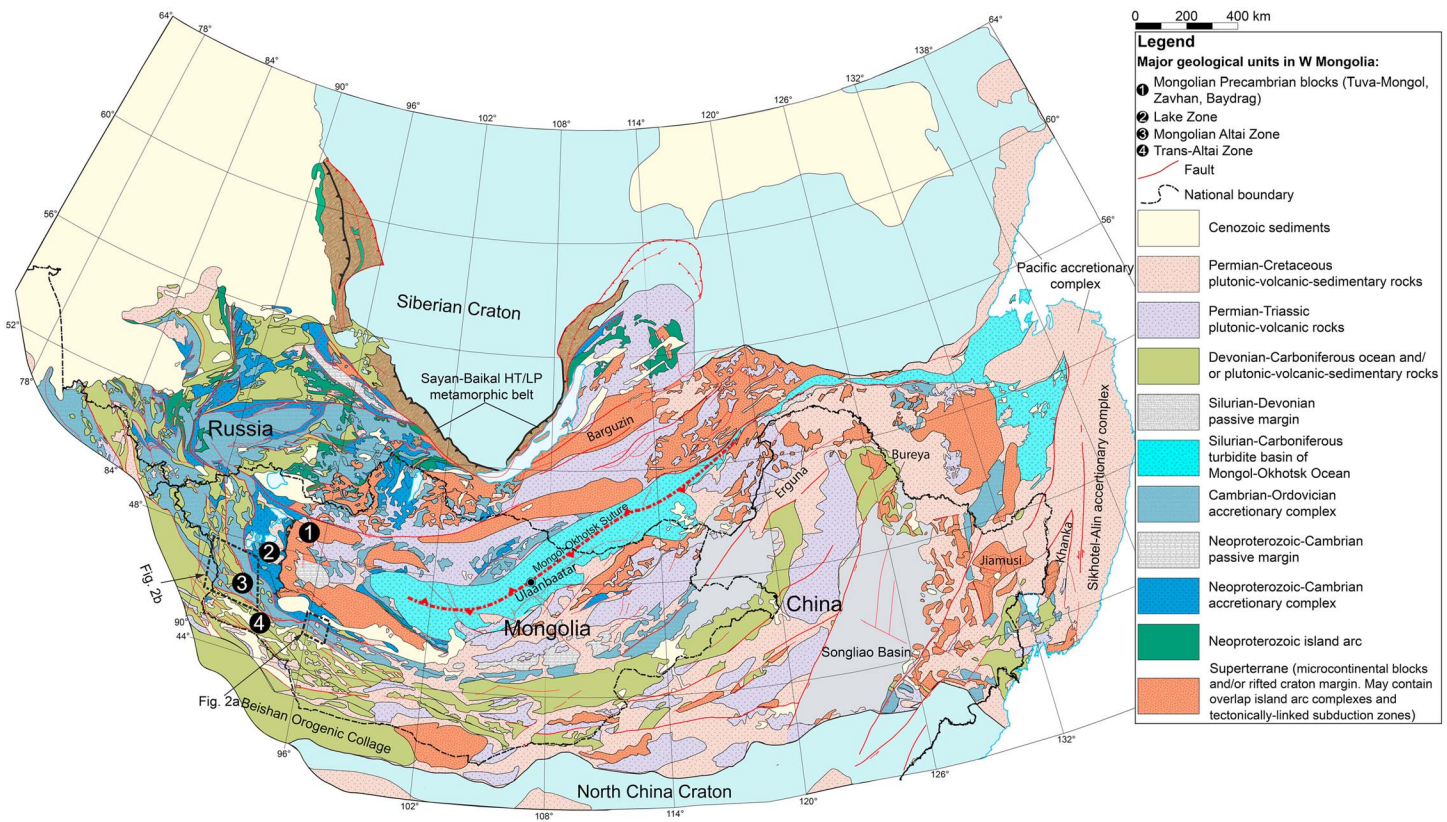 64°
78°
84°
90°
96°
102°
108°
114°
120°
126°
132°
138°
64°
60°
60°
56°
56°
52°
78°
84°
48°
90°
44°
96°
102°
108°
114°
120°
126°
132°
Siberian Craton
Sayan-Baikal HT/LP
metamorphic belt
Russia
Barguzin
Pacific accretionary
complex
Bureya
Erguna
Mongol-Okhotsk Suture
Ulaanbaatar
Mongolia
China
Songliao Basin
Jiamusi
Khanka
Sikhotel-Alin accertionary complex
1
2
3
4
Fig. 2b
Fig. 2a
Beishan Orogenic Collage
North China Craton
0 200 400 km
Legend
Major geological units in W Mongolia:
1 Mongolian Precambrian blocks (Tuva-Mongol,
Zavhan, Baydrag)
2 Lake Zone
3 Mongolian Altai Zone
4 Trans-Altai Zone
Fault
National boundary
Cenozoic sediments
Permian-Cretaceous
plutonic-volcanic-sedimentary rocks
Permian-Triassic
plutonic-volcanic rocks
Devonian-Carboniferous ocean and/
or plutonic-volcanic-sedimentary rocks
Silurian-Devonian
passive margin
Silurian-Carboniferous
turbidite basin of
Mongol-Okhotsk Ocean
Cambrian-Ordovician
accretionary complex
Neoproterozoic-Cambrian
passive margin
Neoproterozoic-Cambrian
accretionary complex
Neoproterozoic island arc
Superterrane (microcontinental blocks
and/or rifted craton margin. May contain
overlap island arc complexes and
tectonically-linked subduction zones)